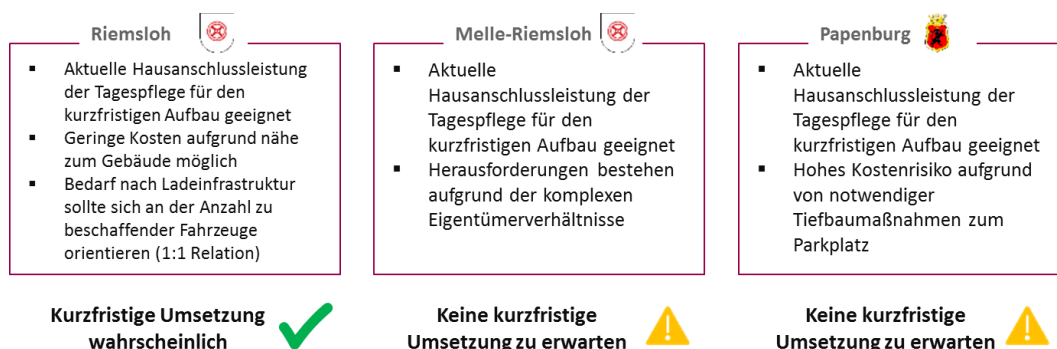 Riemsloh
▪ Aktuelle Hausanschlussleistung
der Tagespflege für den
kurzfristigen Aufbau geeignet
▪ Geringe Kosten aufgrund nähe
zum Gebäude möglich
▪ Bedarf nach Ladeinfrastruktur
sollte sich an der Anzahl zu
beschaffender Fahrzeuge
orientieren (1:1 Relation)
Kurzfristige Umsetzung
wahrscheinlich
Melle-Riemsloh
▪ Aktuelle
Hausanschlussleistung der
Tagespflege für den
kurzfristigen Aufbau geeignet
▪ Herausforderungen bestehen
aufgrund der komplexen
Eigentümerverhältnisse
Keine kurzfristige
Umsetzung zu erwarten
Papenburg
▪ Aktuelle
Hausanschlussleistung der
Tagespflege für den
kurzfristigen Aufbau geeignet
▪ Hohes Kostenrisiko aufgrund
von notwendiger
Tiefbaumaßnahmen zum
Parkplatz
Keine kurzfristige
Umsetzung zu erwarten